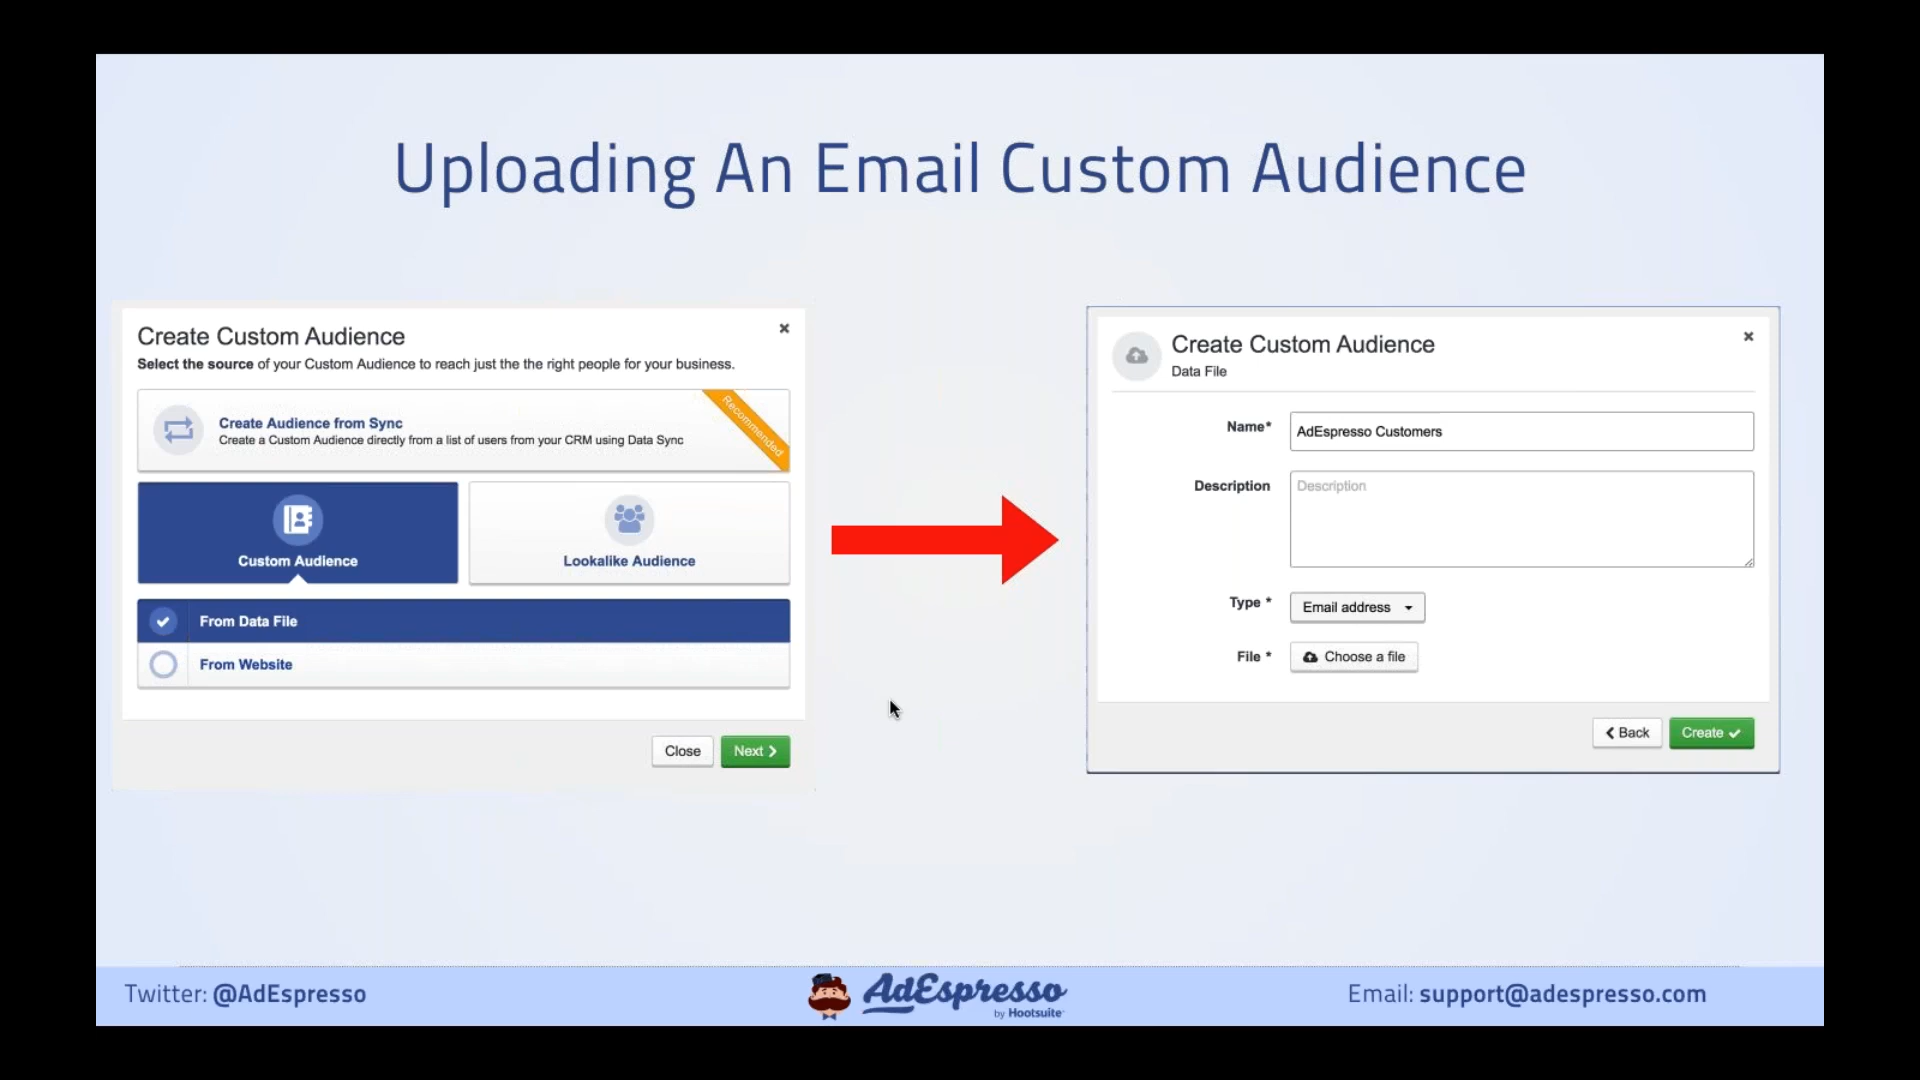 Uploading An Email Custom Audience
Create Custom Audience
Select the source of your Custom Audience to reach just the the right people for your business.
Create Audience from Sync
Create a Custom Audience directly from a list of users from your CRM using Data Sync
Recommended
Custom Audience
Lookalike Audience
From Data File
From Website
Close
Next
Create Custom Audience
Data File
Name*
AdEspresso Customers
Description
Description
Type *
Email address
File *
Choose a file
Back
Create
Twitter: @AdEspresso
AdEspresso
by Hootsuite
Email: support@adespresso.com